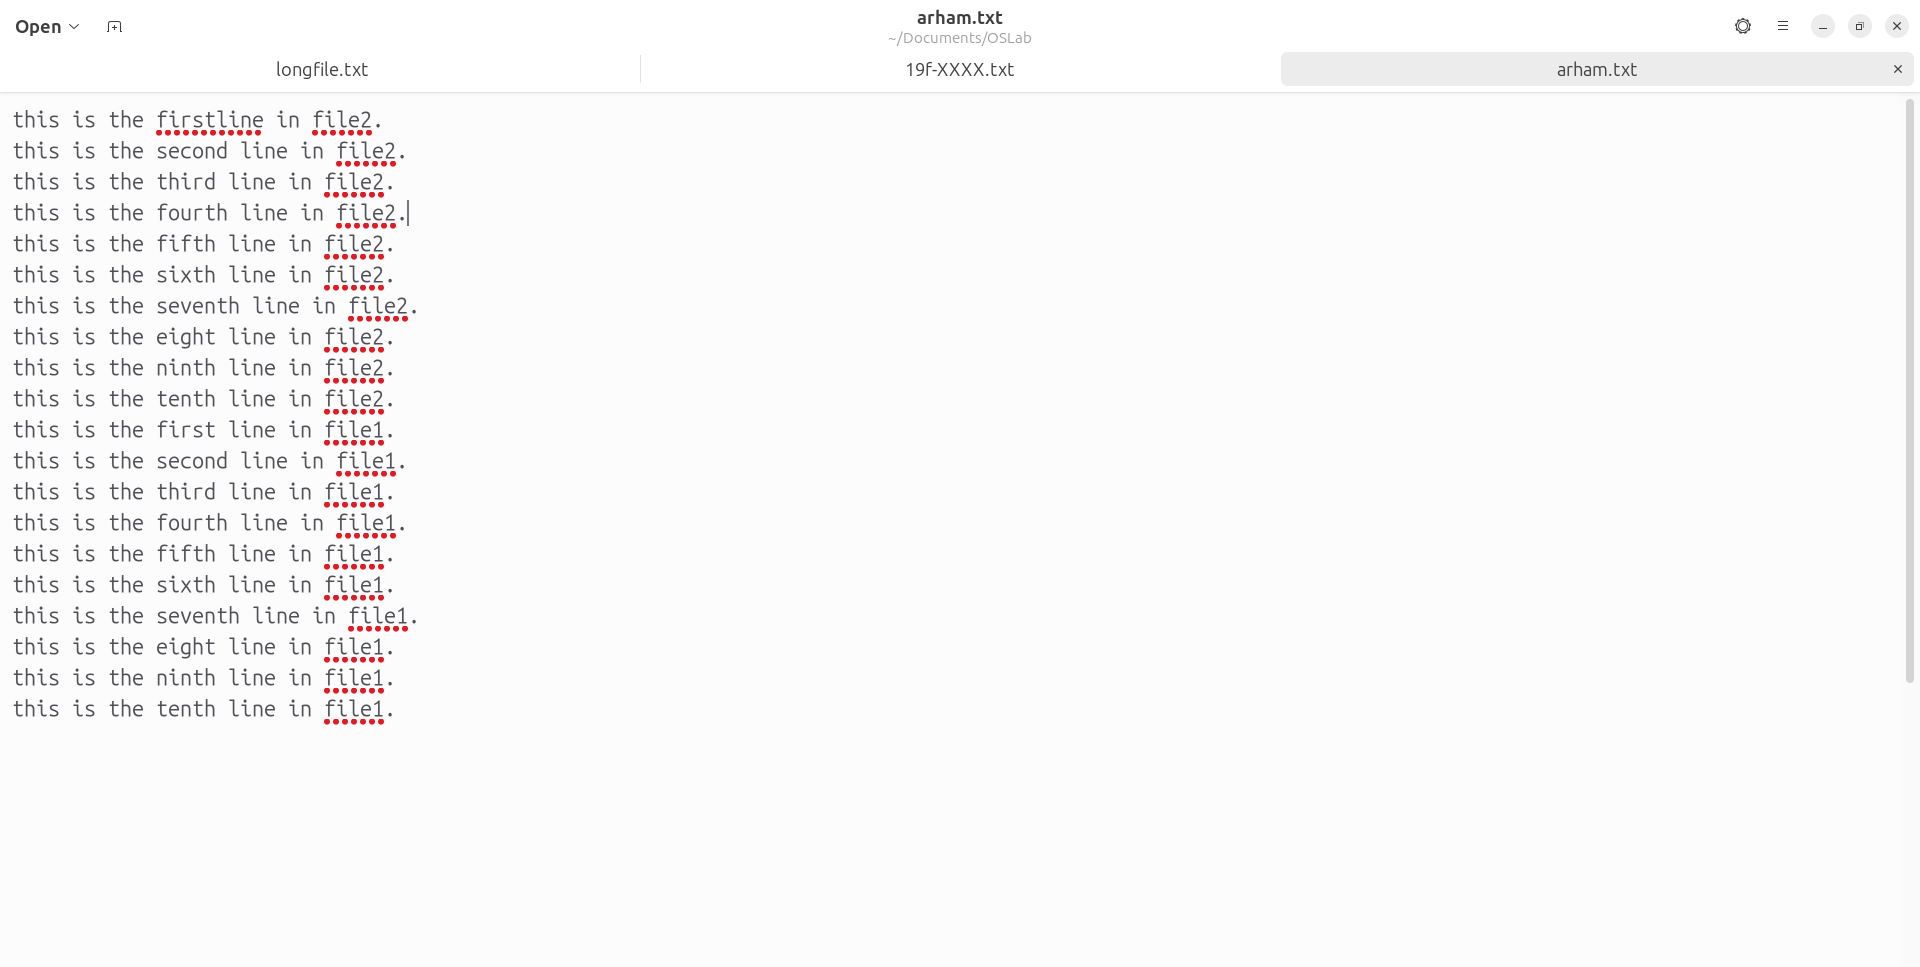 Open
arham.txt
~/Documents/OSLab
longfile.txt
19f-XXXX.txt
arham.txt
this is the firstline in file2.
this is the second line in file2.
this is the third line in file2.
this is the fourth line in file2.
this is the fifth line in file2.
this is the sixth line in file2.
this is the seventh line in file2.
this is the eight line in file2.
this is the ninth line in file2.
this is the tenth line in file2.
this is the first line in file1.
this is the second line in file1.
this is the third line in file1.
this is the fourth line in file1.
this is the fifth line in file1.
this is the sixth line in file1.
this is the seventh line in file1.
this is the eight line in file1.
this is the ninth line in file1.
this is the tenth line in file1.